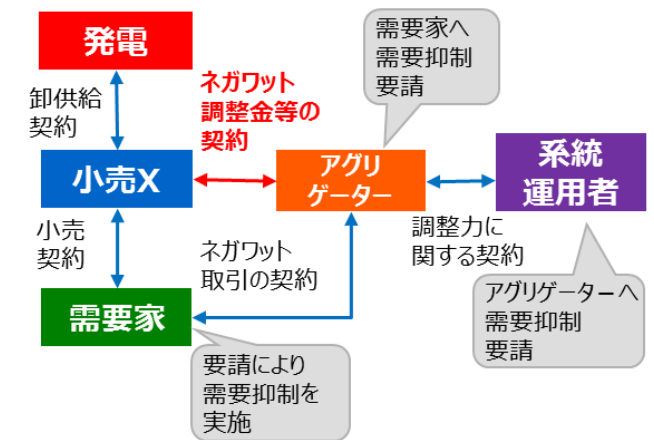 発電
需要家へ
需要抑制
要請
卸供給
契約
ネガワット
調整金等の
契約
小売X
アグリ
ゲーター
系統
運用者
小売
契約
ネガワット
取引の契約
調整力に
関する契約
需要家
アグリゲーターへ
需要抑制
要請
要請により
需要抑制を
実施